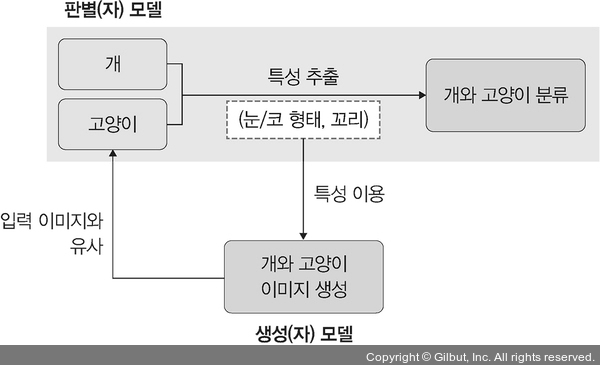 판별(자) 모델
개
고양이
특성 추출
(눈/코 형태, 꼬리)
개와 고양이 분류
특성 이용
입력 이미지와
유사
개와 고양이
이미지 생성
생성(자) 모델
Copyright © Gilbut, Inc. All rights reserved.